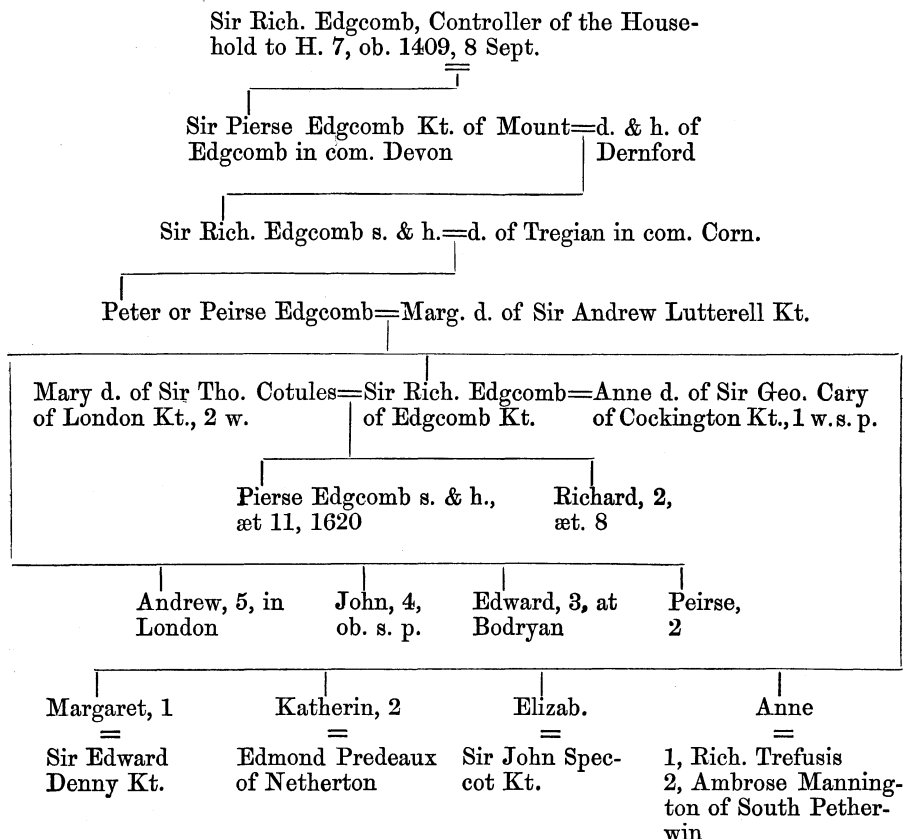 Sir Rich. Edgcomb, Controller of the House-
hold to H. 7, ob. 1409, 8 Sept.
=
Sir Pierse Edgcomb Kt. of Mount=d. & h. of
Edgcomb in com. Devon Dernford
Sir Rich. Edgcomb s. & h.=d. of Tregian in com. Corn.
Peter or Peirse Edgcomb=Marg. d. of Sir Andrew Lutterell Kt.
Mary d. of Sir Tho. Cotules=Sir Rich. Edgcomb=Anne d. of Sir Geo. Cary
of London Kt., 2 w. of Edgcomb Kt. of Cockington Kt., 1 w. s. p.
Pierse Edgcomb s. & h., Richard, 2,
æt 11, 1620 æt. 8
Andrew, 5, in John, 4, Edward, 3, at Peirse,
London ob. s. p. Bodryan 2
Margaret, 1 Katherin, 2 Elizab. Anne
= = = =
Sir Edward Edmond Predeaux Sir John Spec- 1, Rich. Trefusis
Denny Kt. of Netherton cot Kt. 2, Ambrose Manning-
ton of South Pether-
win